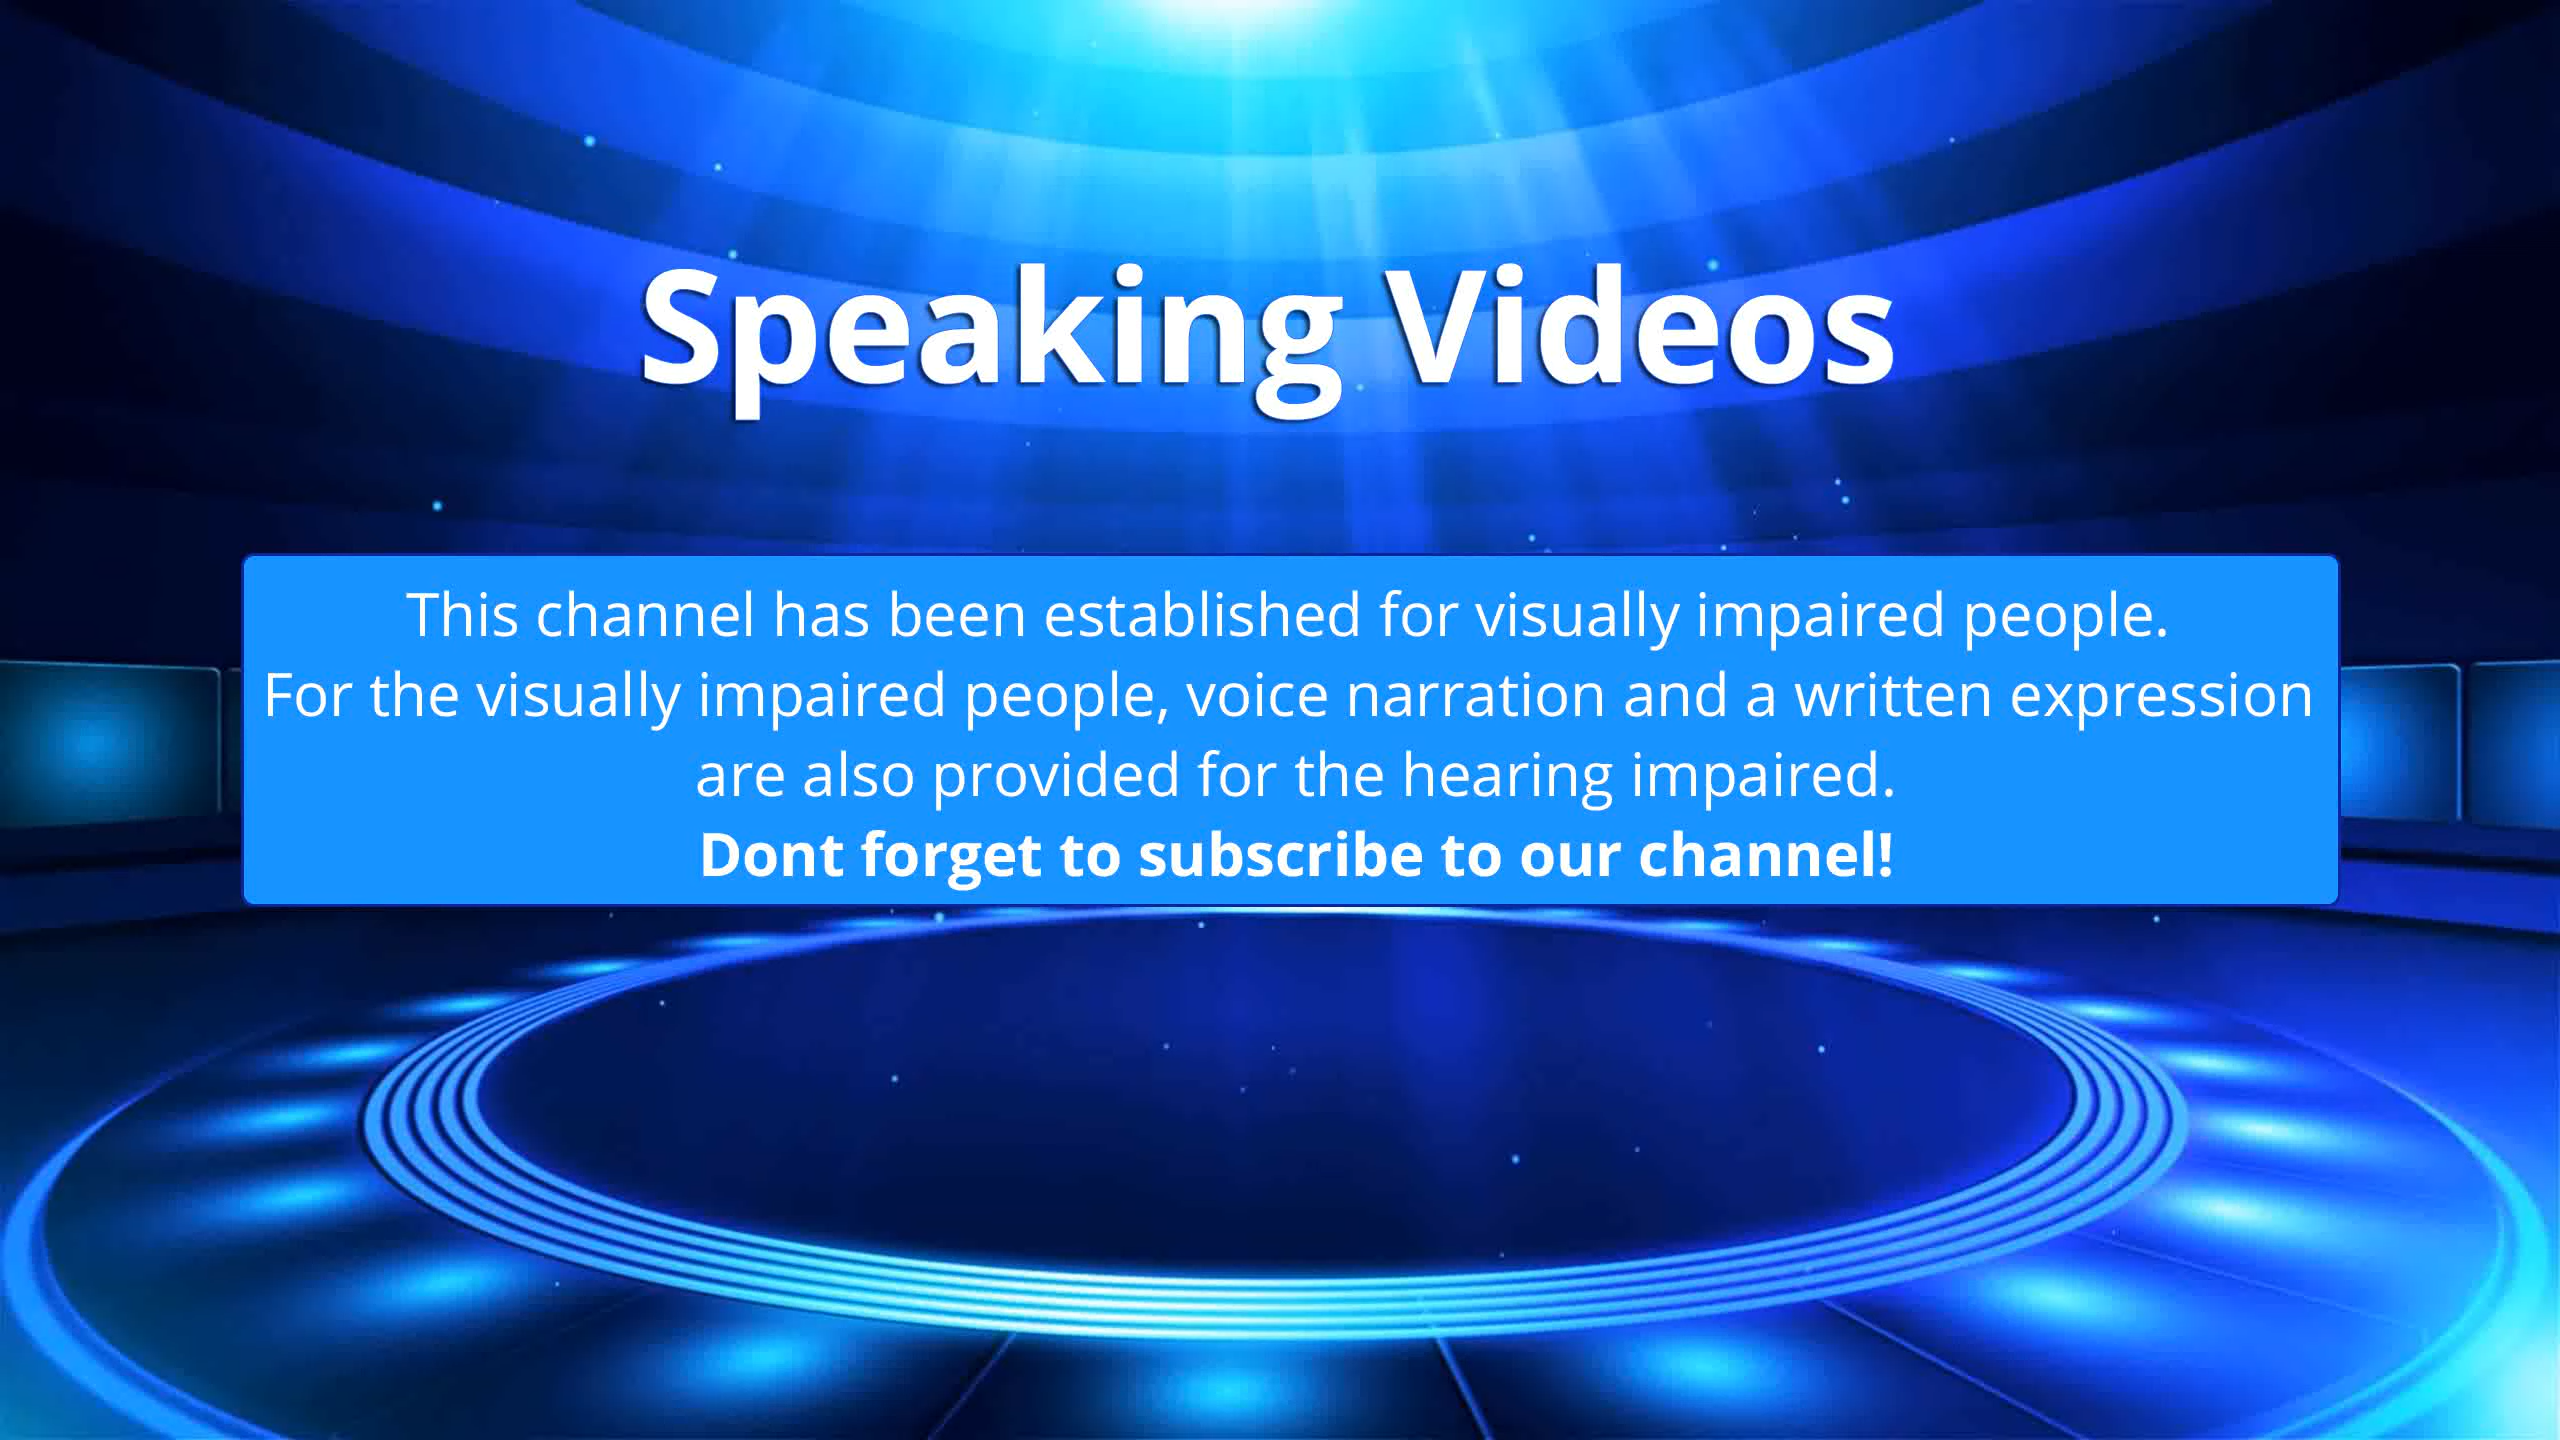 Speaking Videos
This channel has been established for visually impaired people.
For the visually impaired people, voice narration and a written expression
are also provided for the hearing impaired.
Dont forget to subscribe to our channel!